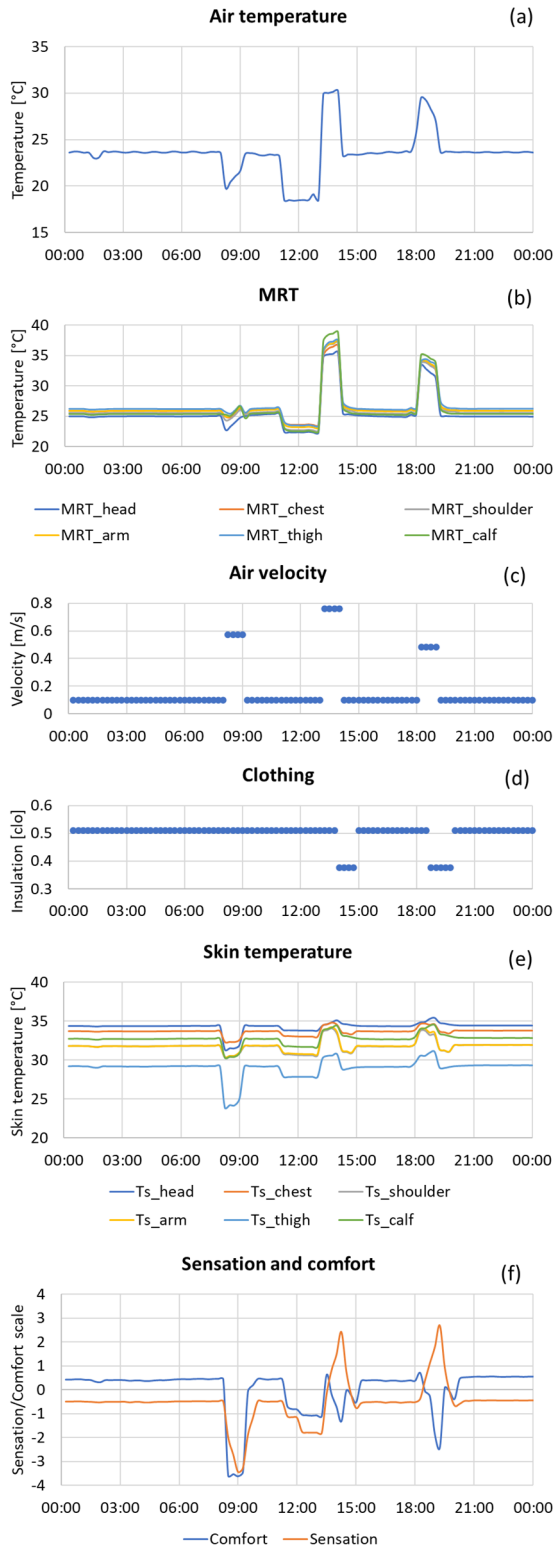 Air temperature
(a)
Temperature [°C]
35
30
25
20
15
00:00 03:00 06:00 09:00 12:00 15:00 18:00 21:00 00:00
MRT
(b)
Temperature [°C]
40
35
30
25
20
00:00 03:00 06:00 09:00 12:00 15:00 18:00 21:00 00:00
MRT_head MRT_chest MRT_shoulder
MRT_arm MRT_thigh MRT_calf
Air velocity
(c)
Velocity [m/s]
0.8
0.6
0.4
0.2
0
00:00 03:00 06:00 09:00 12:00 15:00 18:00 21:00 00:00
Clothing
(d)
Insulation [clo]
0.6
0.5
0.4
0.3
00:00 03:00 06:00 09:00 12:00 15:00 18:00 21:00 00:00
Skin temperature
(e)
Skin temperature [°C]
40
35
30
25
20
00:00 03:00 06:00 09:00 12:00 15:00 18:00 21:00 00:00
Ts_head Ts_chest Ts_shoulder
Ts_arm Ts_thigh Ts_calf
Sensation and comfort
(f)
Sensation/Comfort scale
4
3
2
1
0
-1
-2
-3
-4
00:00 03:00 06:00 09:00 12:00 15:00 18:00 21:00 00:00
Comfort Sensation